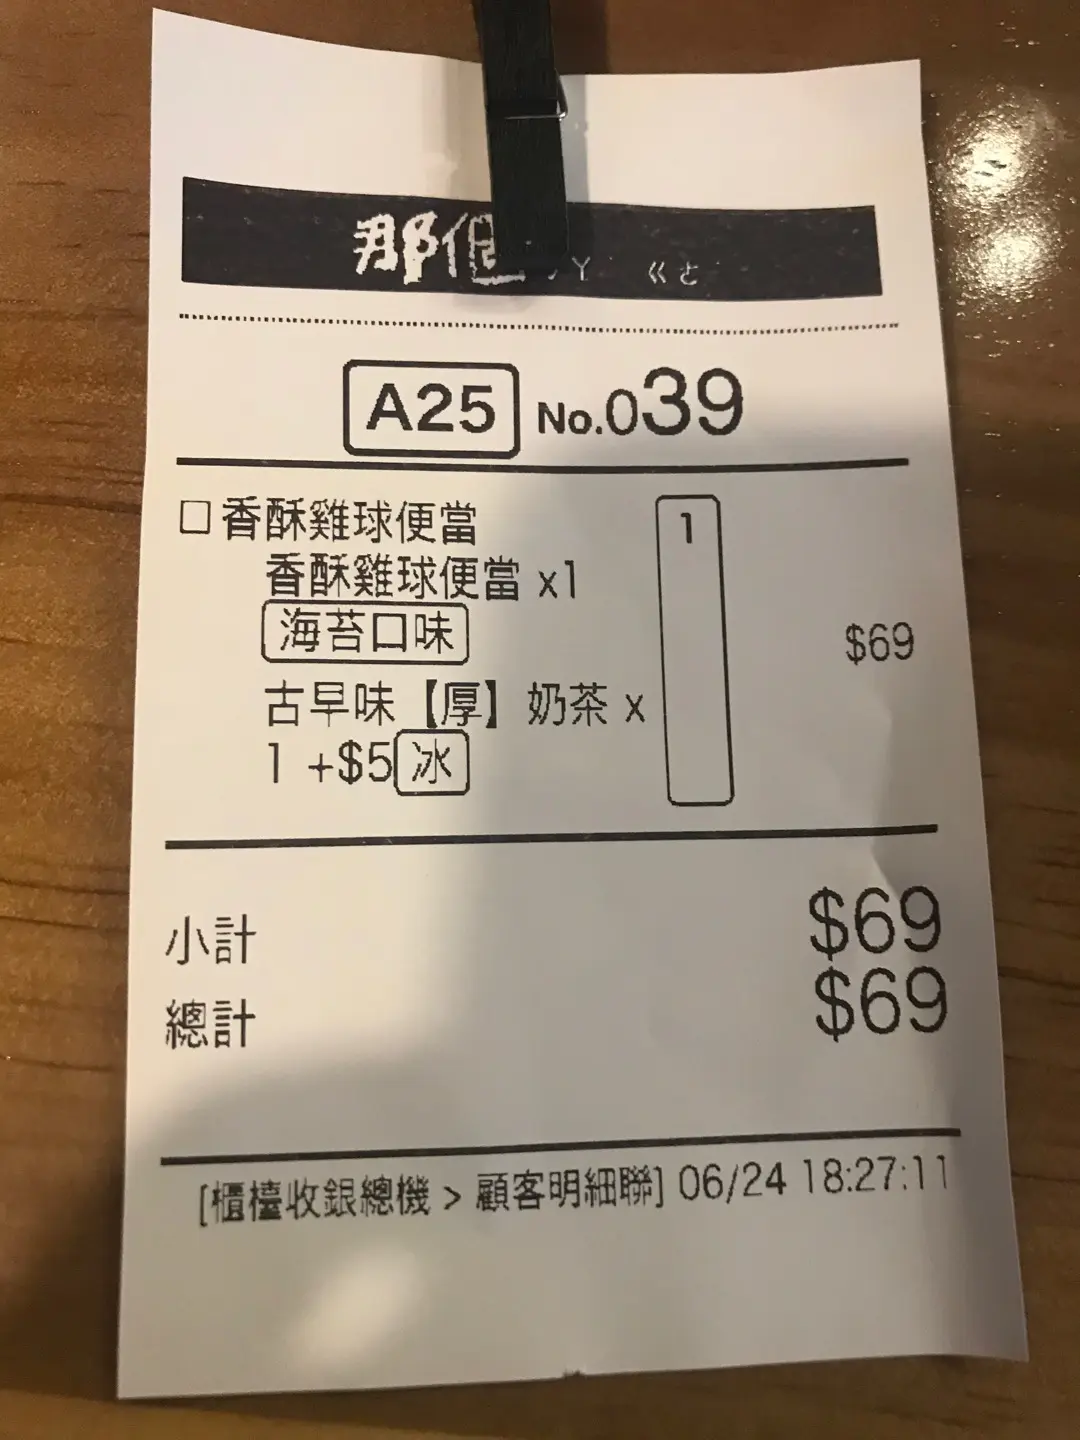 那個
A25 No.039
□香酥雞球便當 1
香酥雞球便當 x1
海苔口味 $69
古早味【厚】奶茶 x
1 +$5 冰
小計 $69
總計 $69
[櫃檯收銀總機 > 顧客明細聯] 06/24 18:27:11